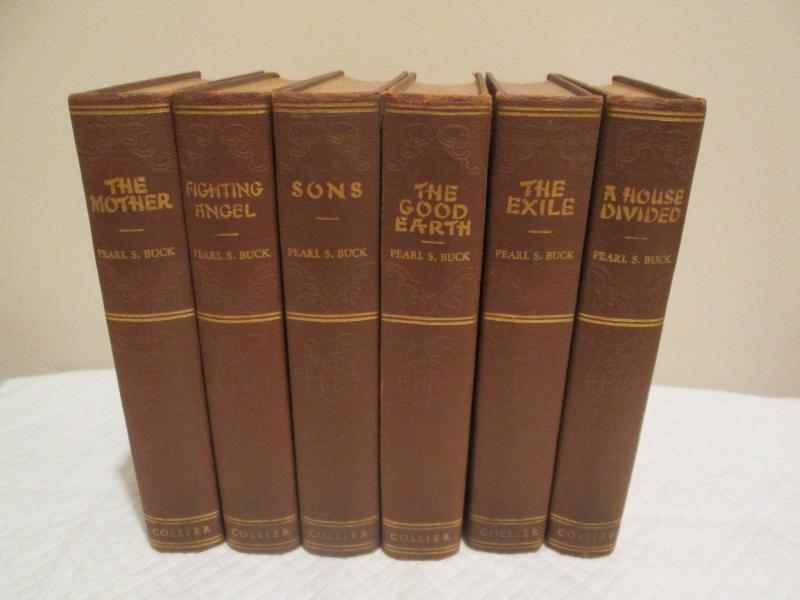 THE
MOTHER
PEARL S. BUCK
COLLIER
FIGHTING
ANGEL
PEARL S. BUCK
COLLIER
SONS
PEARL S. BUCK
COLLIER
THE
GOOD
EARTH
PEARL S. BUCK
COLLIER
THE
EXILE
PEARL S. BUCK
COLLIER
A HOUSE
DIVIDED
PEARL S. BUCK
COLLIER